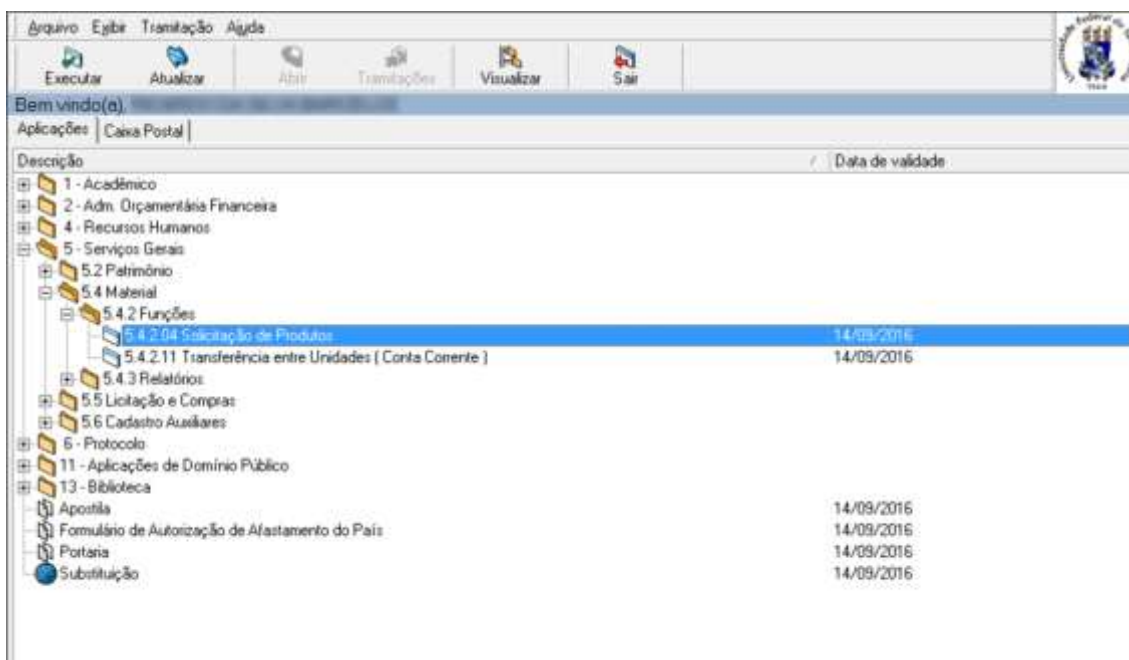 Arquivo Exibir Tramitação Ajuda
Executar Atualizar Abrir Tramitações Visualizar Sair
Bem vindo(a),
Aplicações Caixa Postal
Descrição / Data de validade
1 - Acadêmico
2 - Adm. Orçamentária Financeira
4 - Recursos Humanos
5 - Serviços Gerais
5.2 Patrimônio
5.4 Material
5.4.2 Funções
5.4.2.04 Solicitação de Produtos 14/09/2016
5.4.2.11 Transferência entre Unidades ( Conta Corrente ) 14/09/2016
5.4.3 Relatórios
5.5 Licitação e Compras
5.6 Cadastro Auxiliares
6 - Protocolo
11 - Aplicações de Domínio Público
13 - Biblioteca
Apostila 14/09/2016
Formulário de Autorização de Afastamento do País 14/09/2016
Portaria 14/09/2016
Substituição 14/09/2016